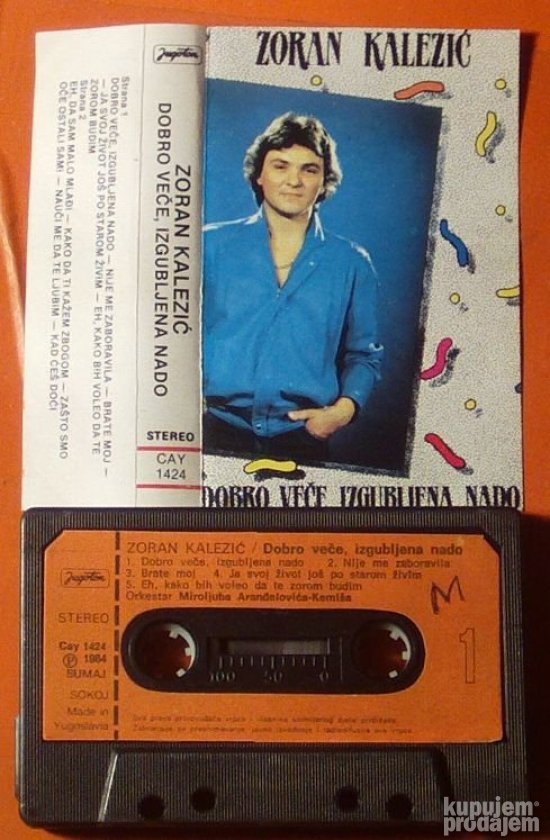 Jugoton
ZORAN KALEZIĆ
DOBRO VEČE, IZGUBLJENA NADO
STEREO
CAY
1424
Strana 1
DOBRO VEČE, IZGUBLJENA NADO — NIJE ME ZABORAVILA — BRATE MOJ —
— JA SVOJ ŽIVOT JOŠ PO STAROM ŽIVIM — EH, KAKO BIH VOLEO DA TE
ZOROM BUDIM
Strana 2
EH, DA SAM MALO MLAĐI — KAKO DA TI KAŽEM ZBOGOM — ZAŠTO SMO
OČE OSTALI SAMI — NAUČI ME DA TE LJUBIM — KAD ĆEŠ DOĆI
ZORAN KALEZIĆ
DOBRO VEČE IZGUBLJENA NADO
Jugoton
STEREO
Cay 1424
P 1984
SUMAJ
SOKOJ
Made in
Yugoslavia
ZORAN KALEZIĆ / Dobro veče, izgubljena nado
1. Dobro veče, izgubljena nado 2. Nije me zaboravila
3. Brate moj 4. Ja svoj život još po starom živim
5. Eh, kako bih voleo da te zorom budim
Orkestar Miroljuba Aranđelovića-Kemiša
M
1
100 50 0
kupujem
prodajem